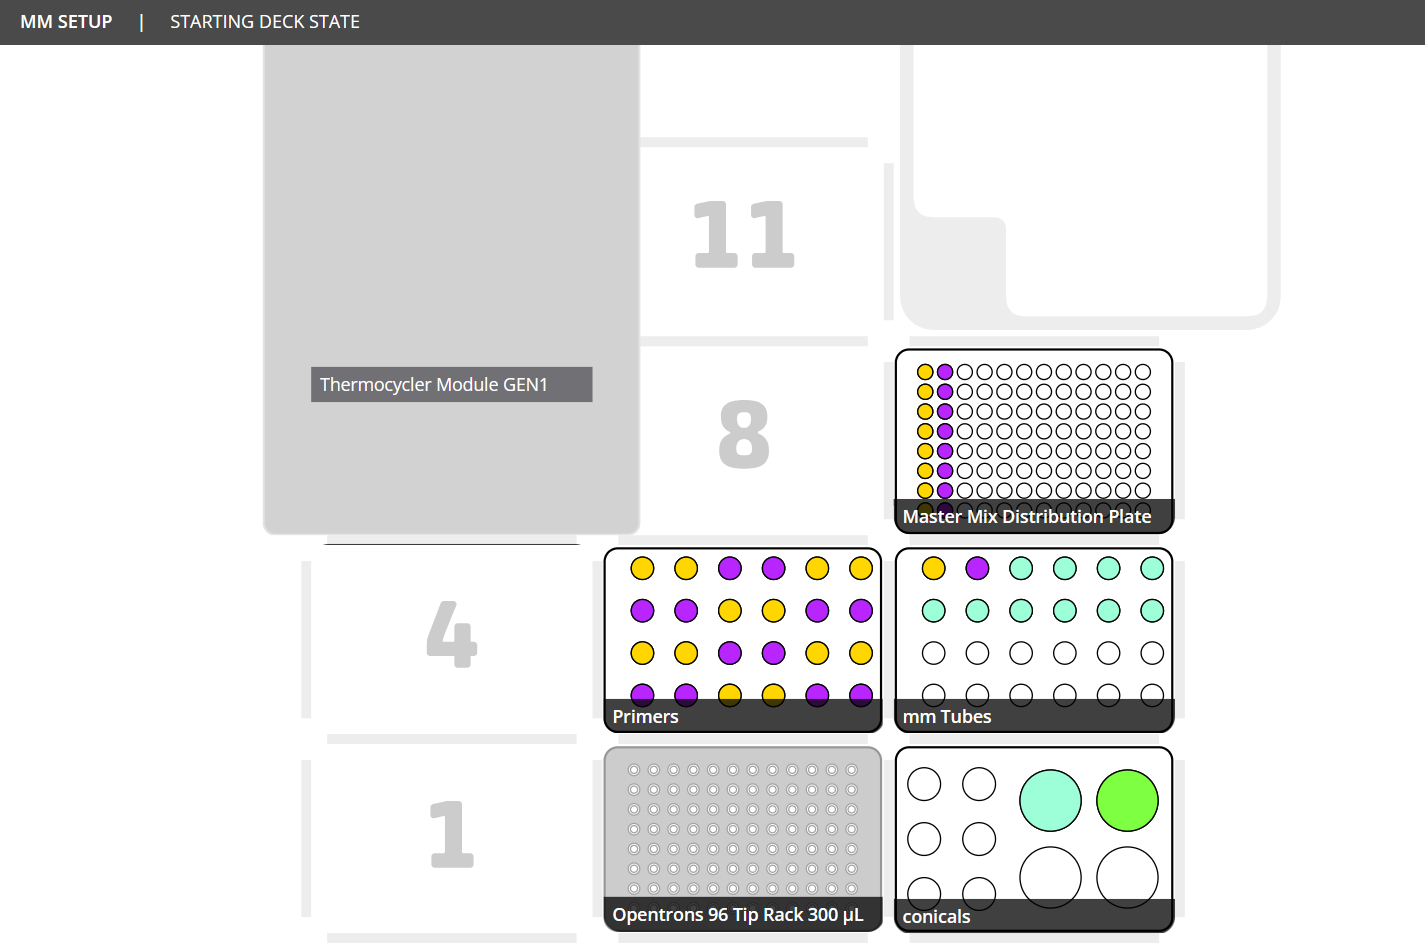 MM SETUP | STARTING DECK STATE
11
Thermocycler Module GEN1
8
Master Mix Distribution Plate
4
Primers
mm Tubes
1
Opentrons 96 Tip Rack 300 µL
conicals